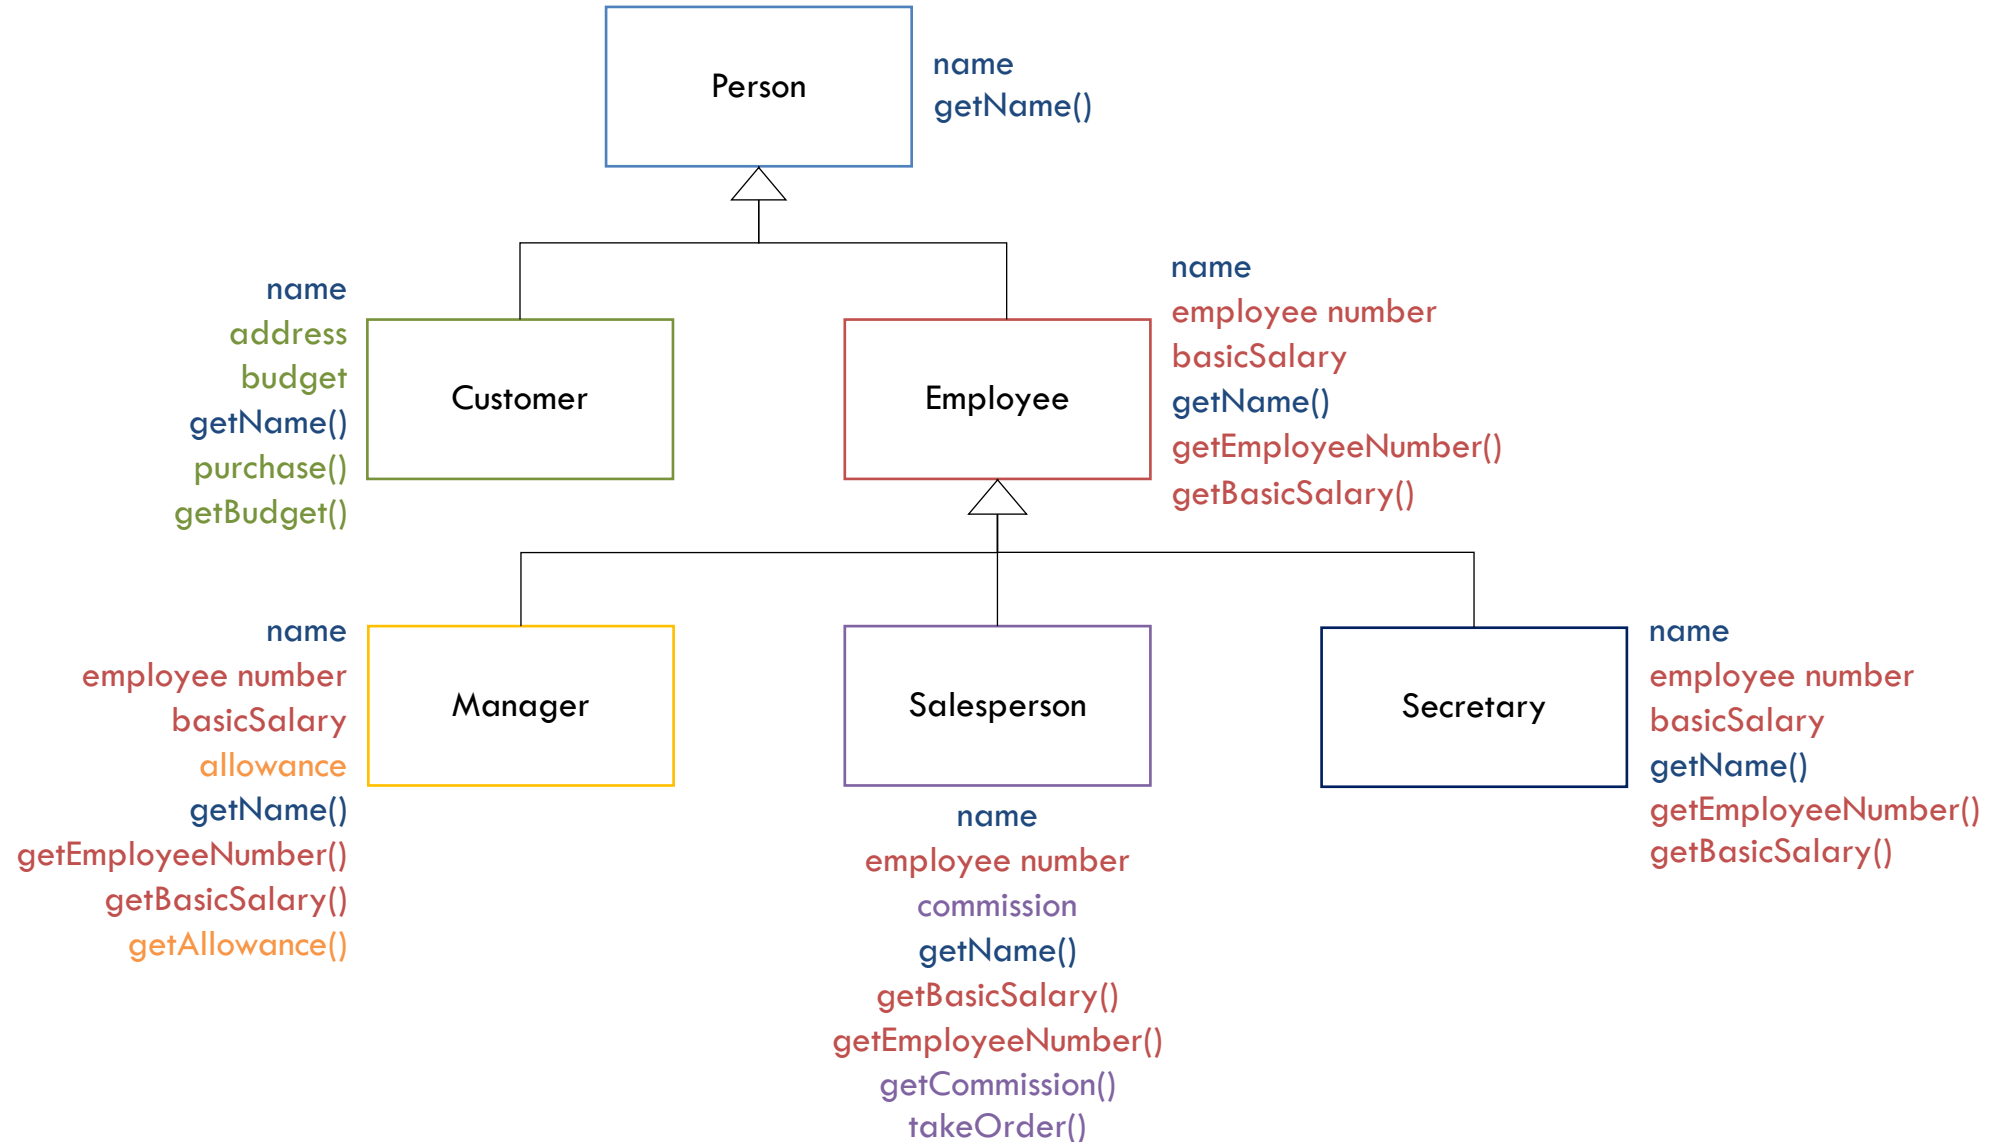 Person
name
getName()
name
address
budget
getName()
purchase()
getBudget()
Customer
Employee
name
employee number
basicSalary
getName()
getEmployeeNumber()
getBasicSalary()
name
employee number
basicSalary
allowance
getName()
getEmployeeNumber()
getBasicSalary()
getAllowance()
Manager
Salesperson
name
employee number
commission
getName()
getBasicSalary()
getEmployeeNumber()
getCommission()
takeOrder()
Secretary
name
employee number
basicSalary
getName()
getEmployeeNumber()
getBasicSalary()